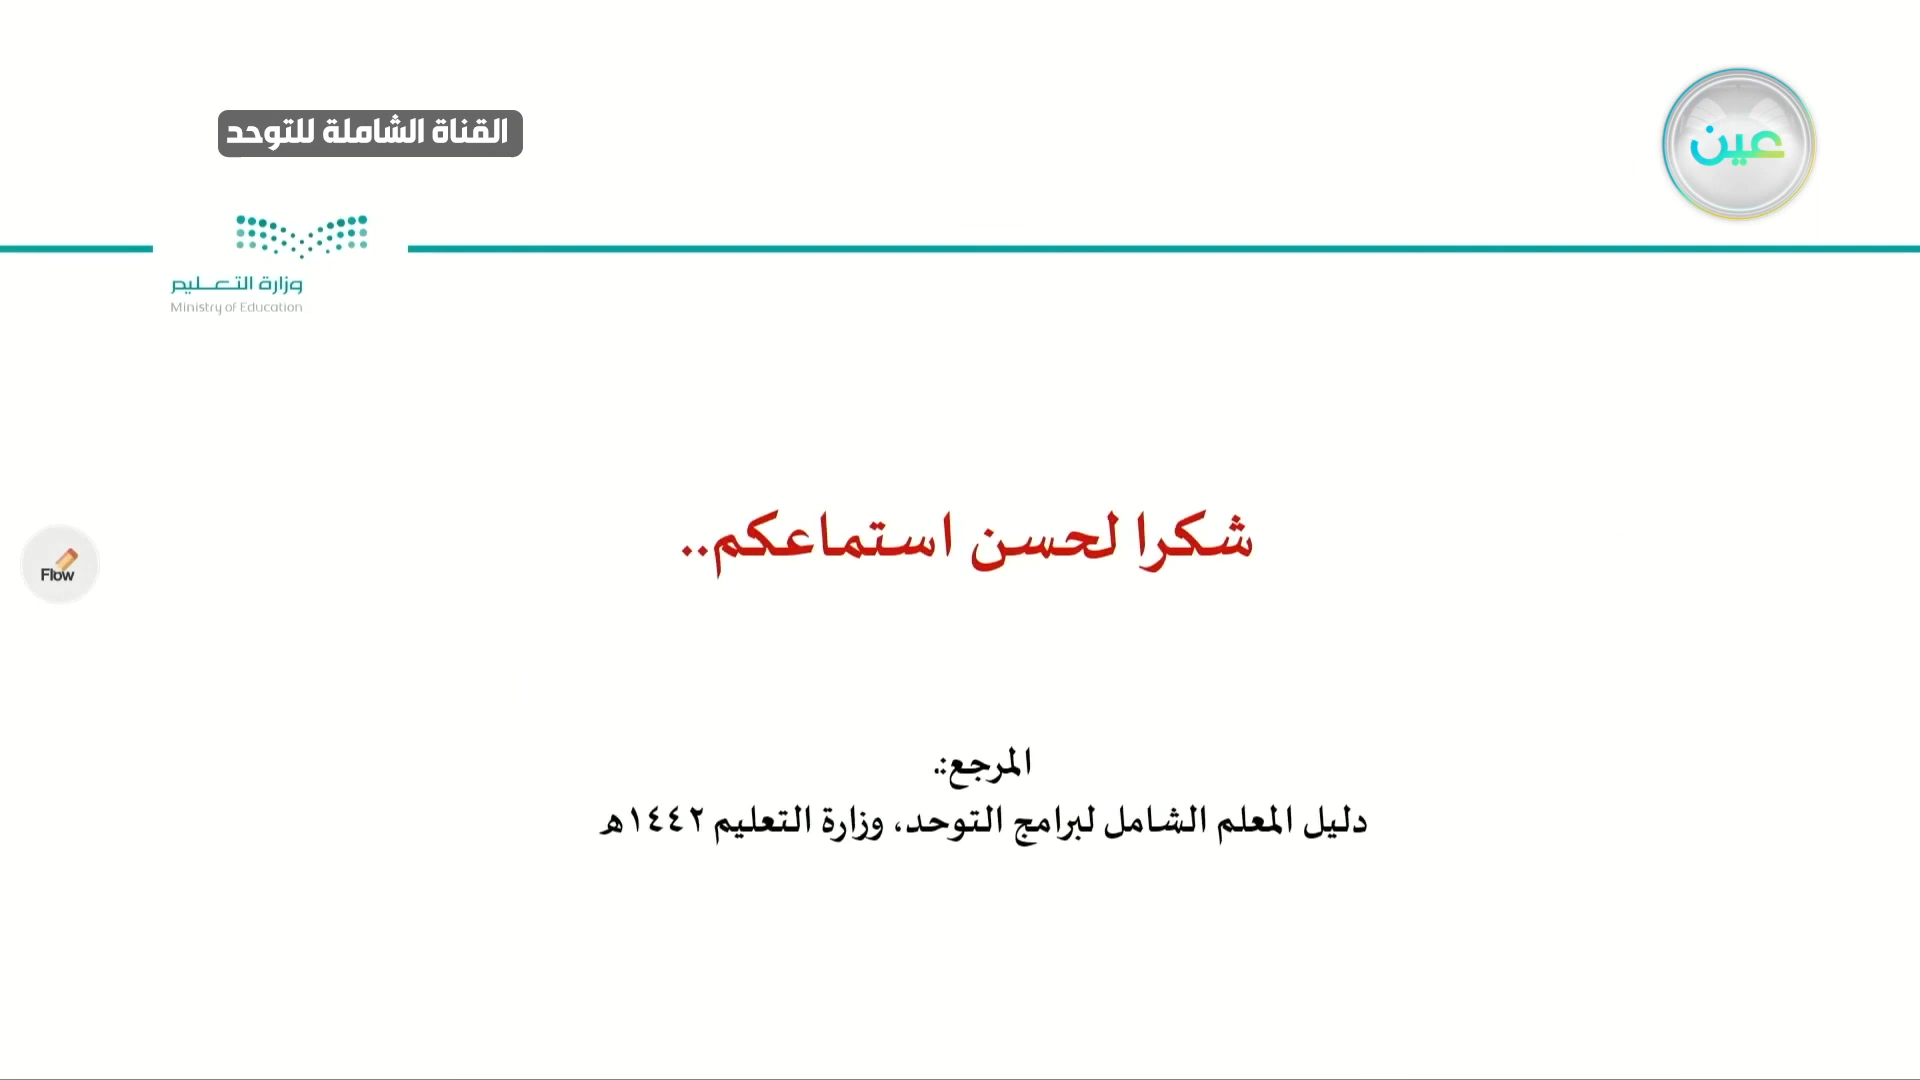 عين
القناة الشاملة للتوحد
وزارة التعليم
Ministry of Education
شكرا لحسن استماعكم..
Flow
المرجع:.
دليل المعلم الشامل لبرامج التوحد، وزارة التعليم ١٤٤٢هـ